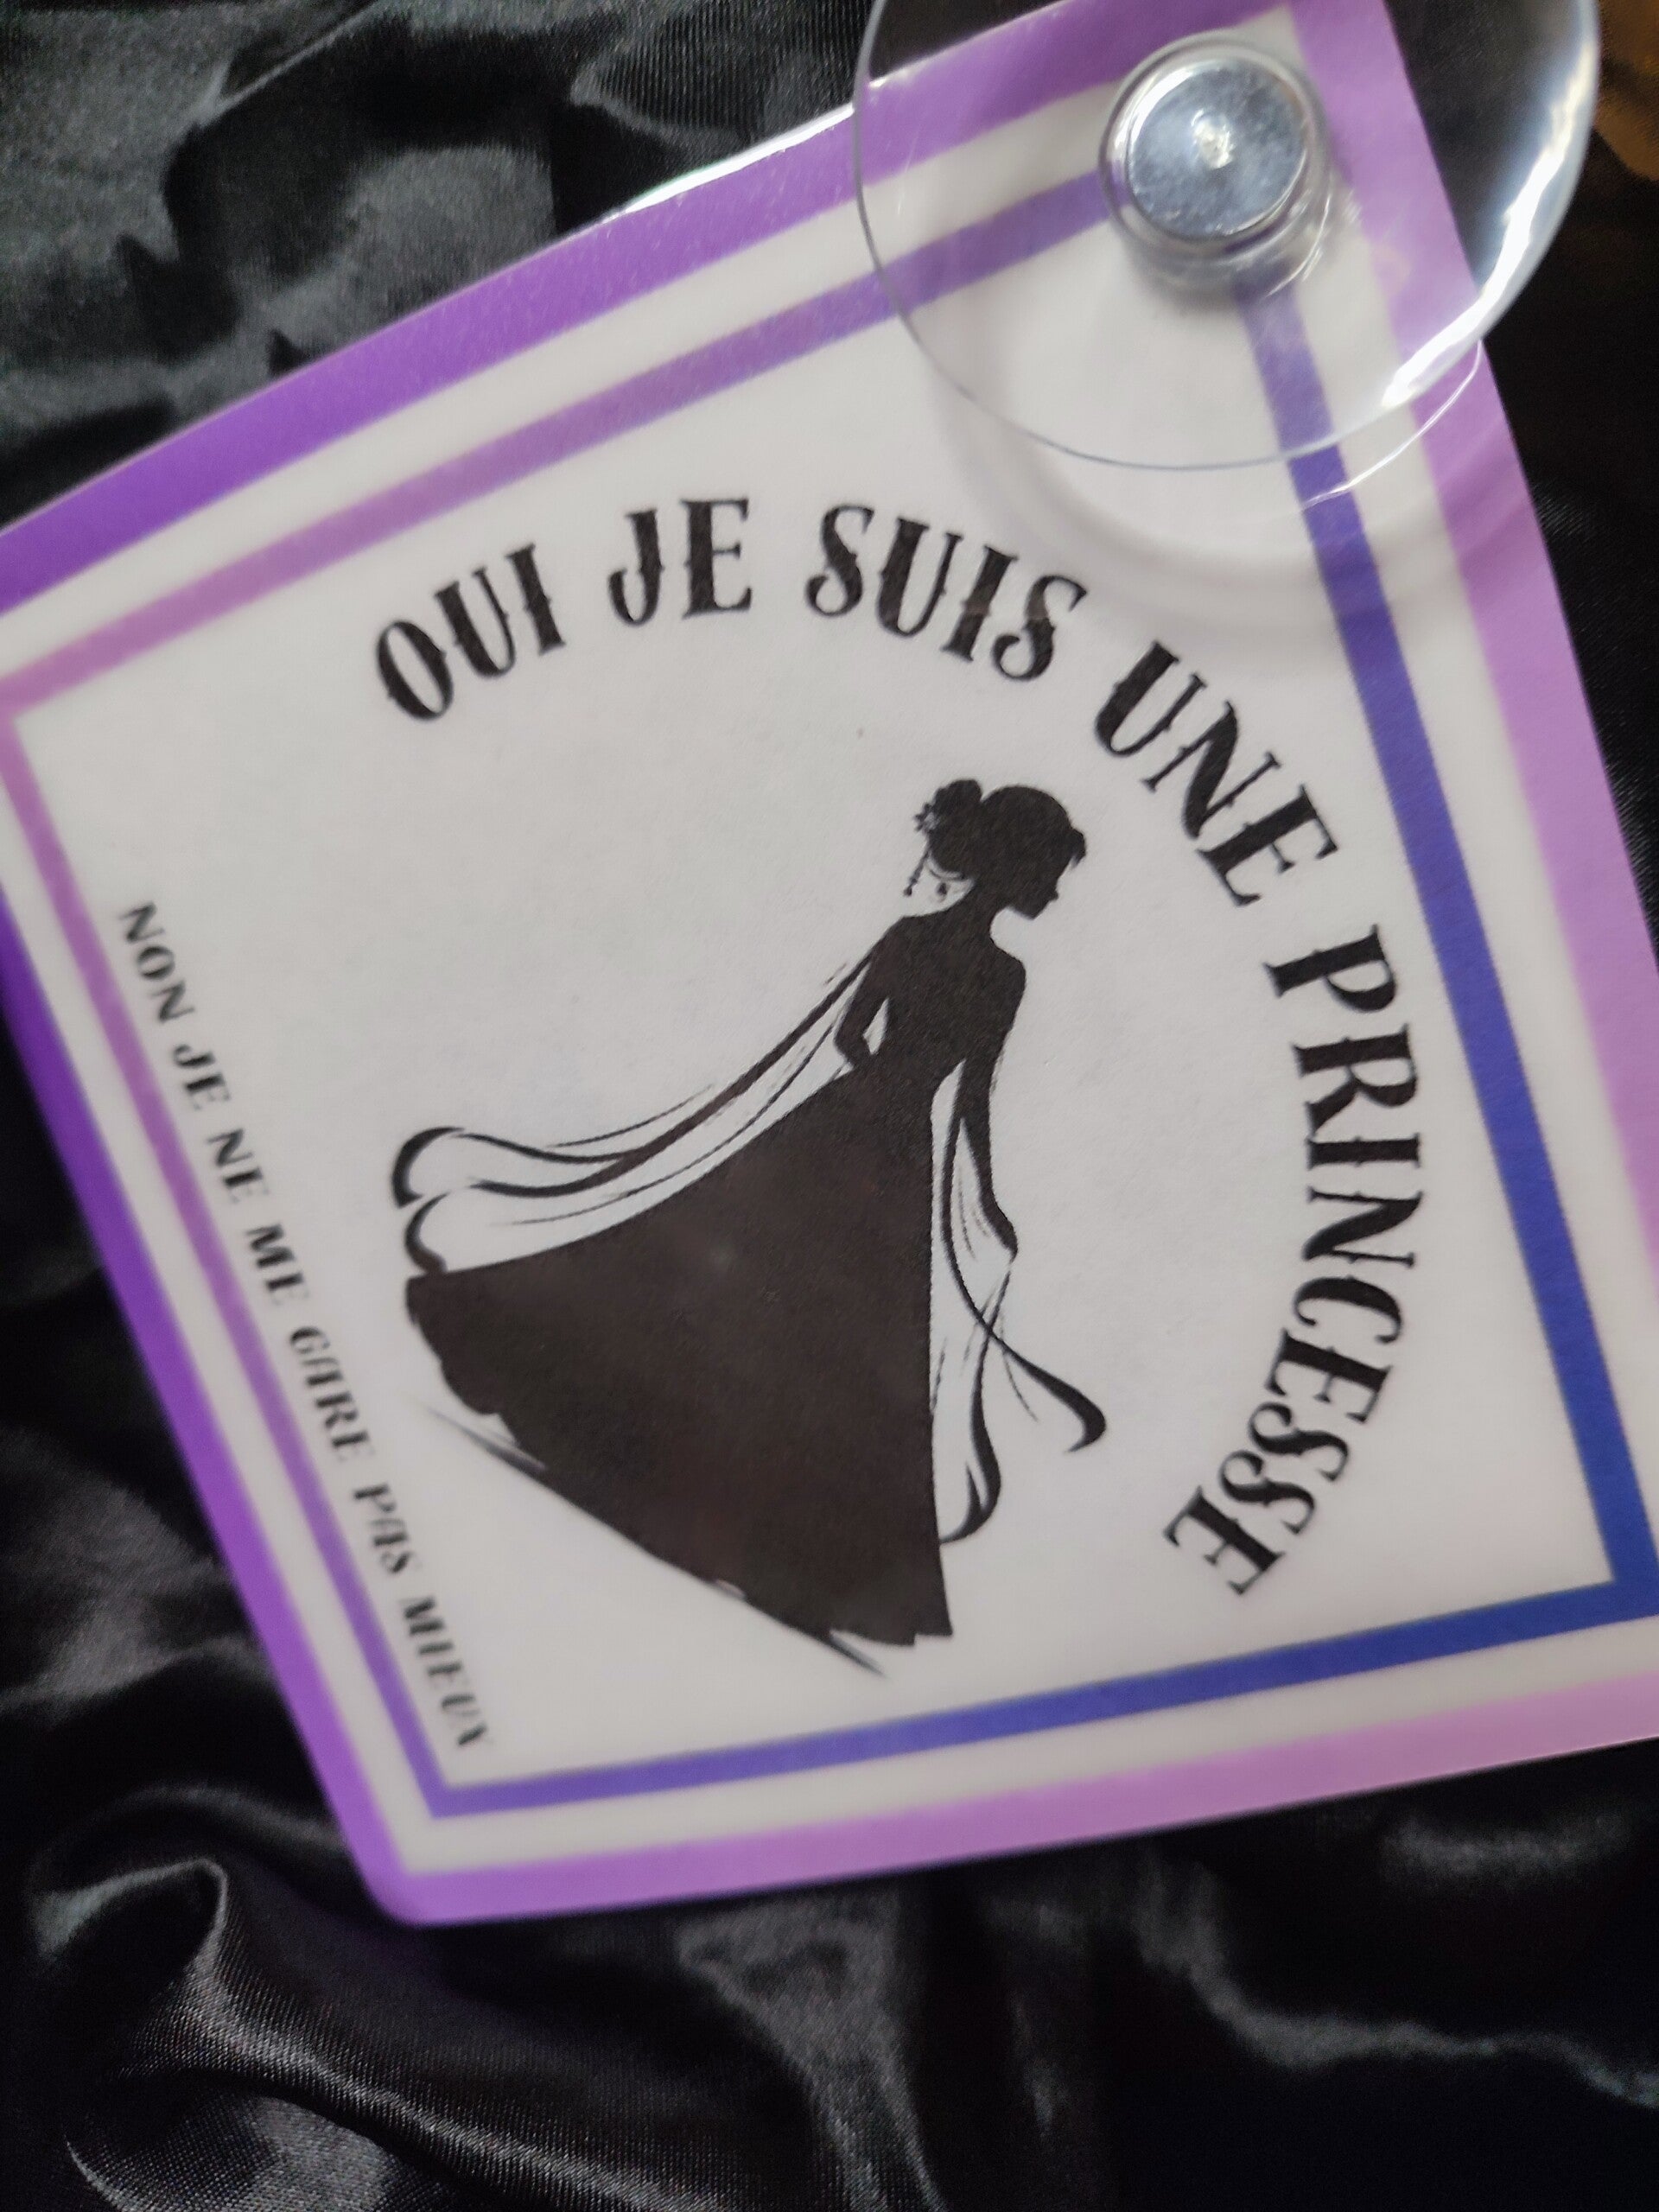 OUI JE SUIS UNE PRINCESSE
NON JE NE ME GARE PAS MIEUX